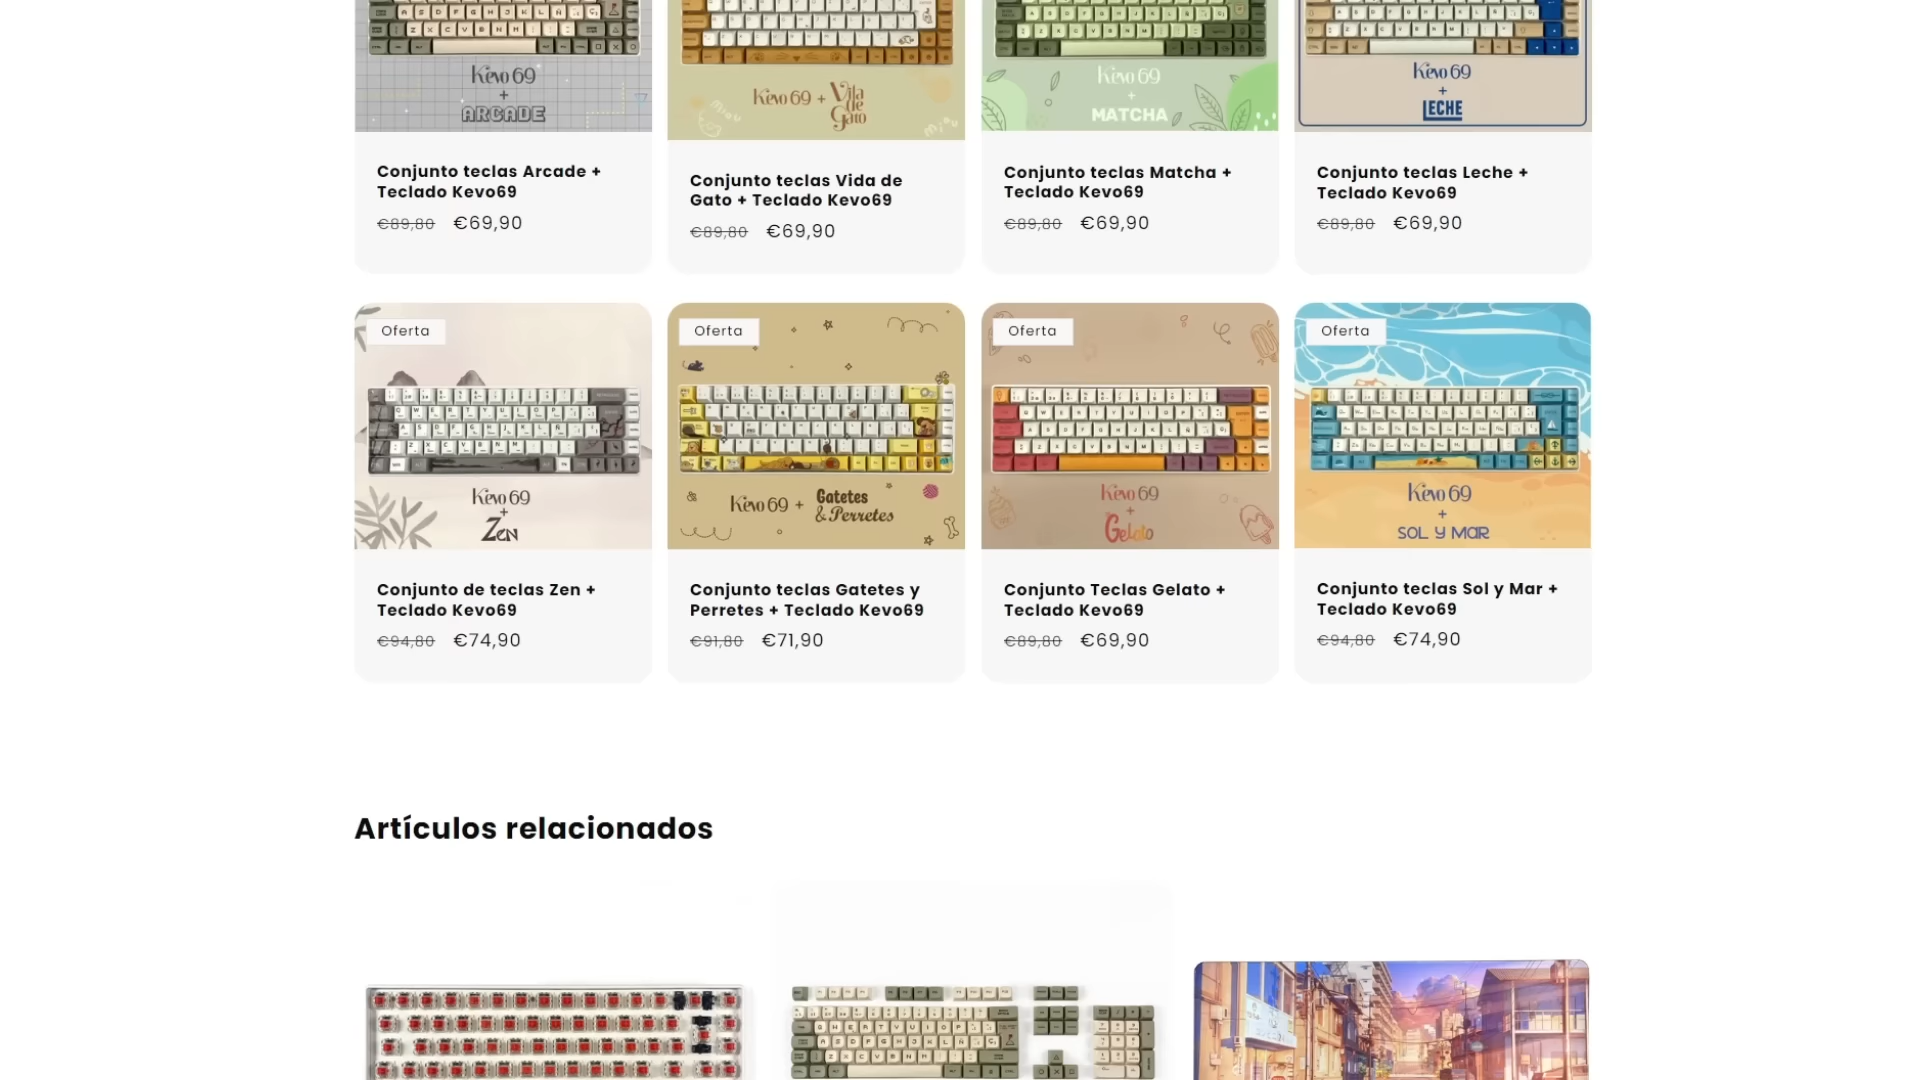 Kevo 69
+
ARCADE
Kevo 69 + Vida de Gato
miau
miau
Kevo 69
+
MATCHA
Kevo 69
+
LECHE
Conjunto teclas Arcade +
Teclado Kevo69
€89,80 €69,90
Conjunto teclas Vida de
Gato + Teclado Kevo69
€89,80 €69,90
Conjunto teclas Matcha +
Teclado Kevo69
€89,80 €69,90
Conjunto teclas Leche +
Teclado Kevo69
€89,80 €69,90
Oferta
Kevo 69
+
Zen
Oferta
Kevo 69 + Gatetes
& Perretes
Oferta
Kevo 69
+
Gelato
Oferta
Kevo 69
+
SOL Y MAR
Conjunto de teclas Zen +
Teclado Kevo69
€94,80 €74,90
Conjunto teclas Gatetes y
Perretes + Teclado Kevo69
€91,80 €71,90
Conjunto Teclas Gelato +
Teclado Kevo69
€89,80 €69,90
Conjunto teclas Sol y Mar +
Teclado Kevo69
€94,80 €74,90
Artículos relacionados